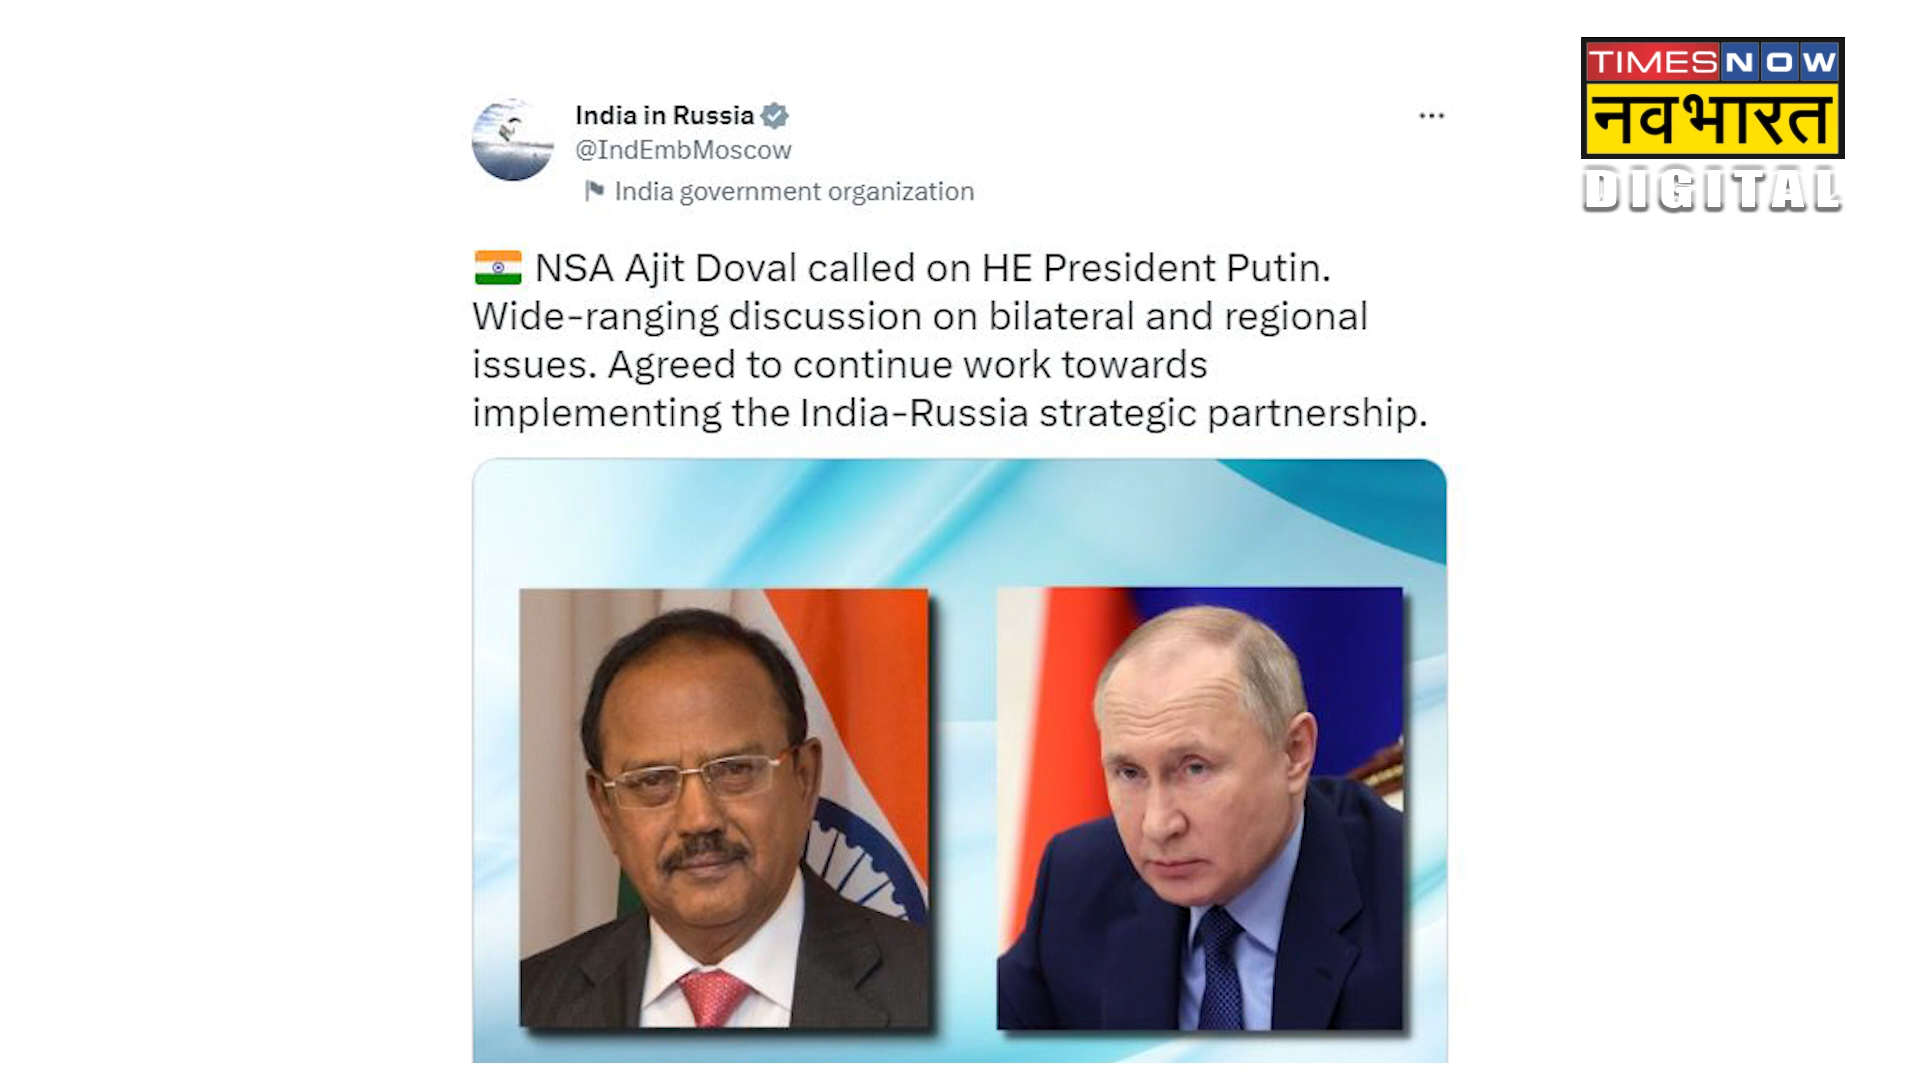 India in Russia
@IndEmbMoscow
India government organization
NSA Ajit Doval called on HE President Putin.
Wide-ranging discussion on bilateral and regional
issues. Agreed to continue work towards
implementing the India-Russia strategic partnership.
TIMES NOW
नवभारत
DIGITAL